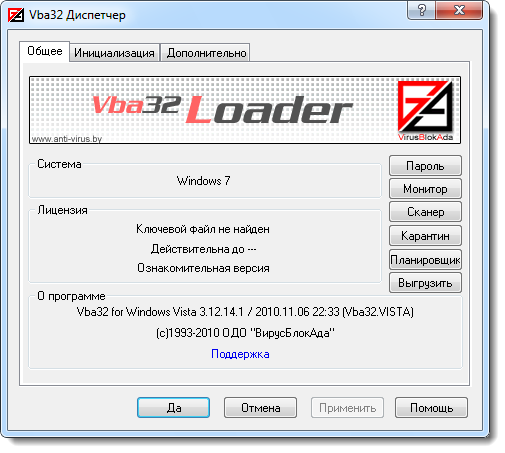 Vba32 Диспетчер
?
Общее
Инициализация
Дополнительно
Vba32 Loader
www.anti-virus.by
VirusBlokAda
Система
Windows 7
Лицензия
Ключевой файл не найден
Действительна до ---
Ознакомительная версия
Пароль
Монитор
Сканер
Карантин
Планировщик
Выгрузить
О программе
Vba32 for Windows Vista 3.12.14.1 / 2010.11.06 22:33 (Vba32.VISTA)
(c)1993-2010 ОДО "ВирусБлокАда"
Поддержка
Да
Отмена
Применить
Помощь